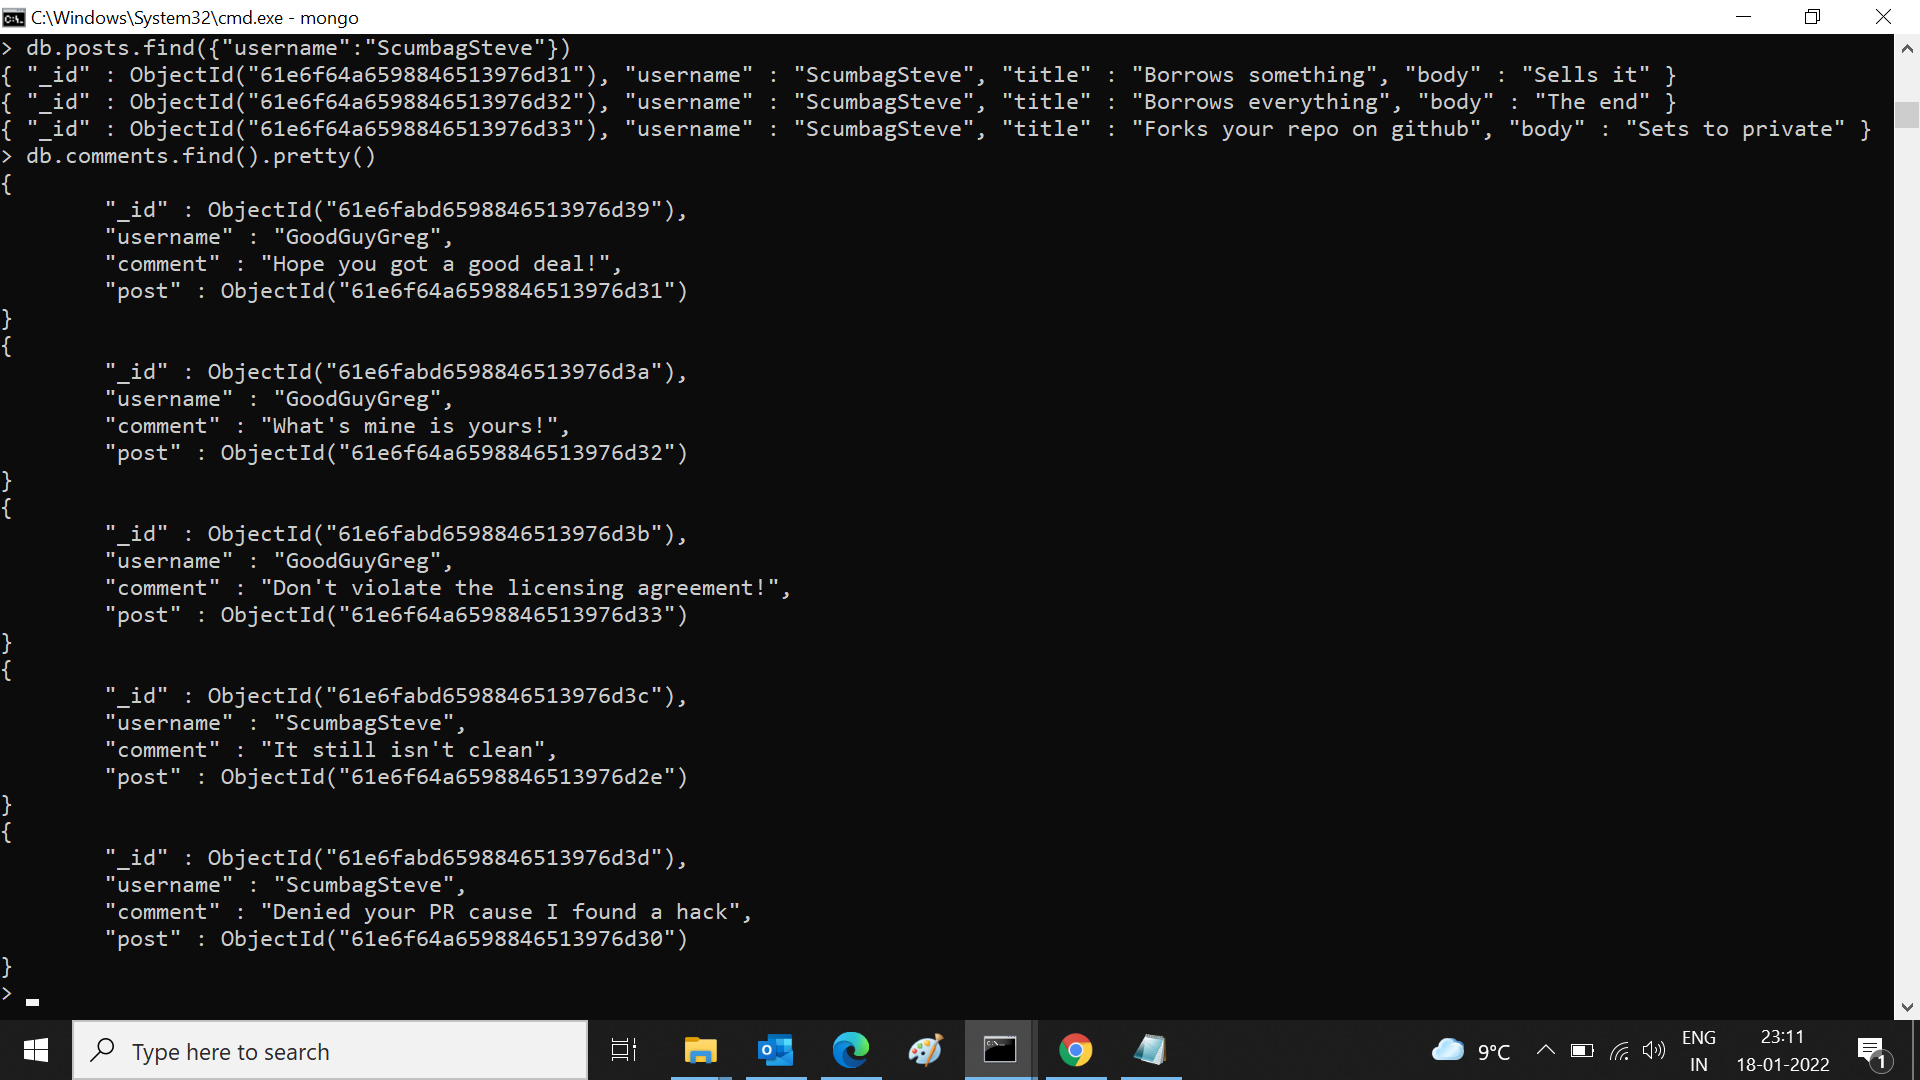 C:\Windows\System32\cmd.exe - mongo
> db.posts.find({"username":"ScumbagSteve"})
{ "_id" : ObjectId("61e6f64a6598846513976d31"), "username" : "ScumbagSteve", "title" : "Borrows something", "body" : "Sells it" }
{ "_id" : ObjectId("61e6f64a6598846513976d32"), "username" : "ScumbagSteve", "title" : "Borrows everything", "body" : "The end" }
{ "_id" : ObjectId("61e6f64a6598846513976d33"), "username" : "ScumbagSteve", "title" : "Forks your repo on github", "body" : "Sets to private" }
> db.comments.find().pretty()
{
"_id" : ObjectId("61e6fabd6598846513976d39"),
"username" : "GoodGuyGreg",
"comment" : "Hope you got a good deal!",
"post" : ObjectId("61e6f64a6598846513976d31")
}
{
"_id" : ObjectId("61e6fabd6598846513976d3a"),
"username" : "GoodGuyGreg",
"comment" : "What's mine is yours!",
"post" : ObjectId("61e6f64a6598846513976d32")
}
{
"_id" : ObjectId("61e6fabd6598846513976d3b"),
"username" : "GoodGuyGreg",
"comment" : "Don't violate the licensing agreement!",
"post" : ObjectId("61e6f64a6598846513976d33")
}
{
"_id" : ObjectId("61e6fabd6598846513976d3c"),
"username" : "ScumbagSteve",
"comment" : "It still isn't clean",
"post" : ObjectId("61e6f64a6598846513976d2e")
}
{
"_id" : ObjectId("61e6fabd6598846513976d3d"),
"username" : "ScumbagSteve",
"comment" : "Denied your PR cause I found a hack",
"post" : ObjectId("61e6f64a6598846513976d30")
}
>
Type here to search
9°C
ENG
IN
23:11
18-01-2022
1